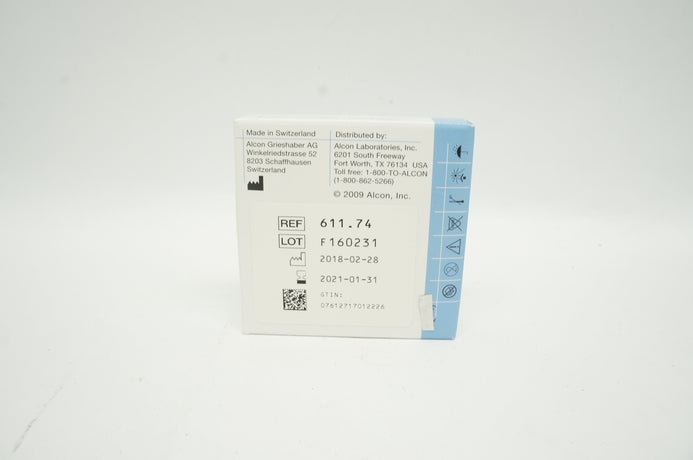 Made in Switzerland
Alcon Grieshaber AG
Winkelriedstrasse 52
8203 Schaffhausen
Switzerland
Distributed by:
Alcon Laboratories, Inc.
6201 South Freeway
Fort Worth, TX 76134 USA
Toll free: 1-800-TO-ALCON
(1-800-862-5266)
© 2009 Alcon, Inc.
REF 611.74
LOT F160231
2018-02-28
2021-01-31
GTIN:
07612717012226